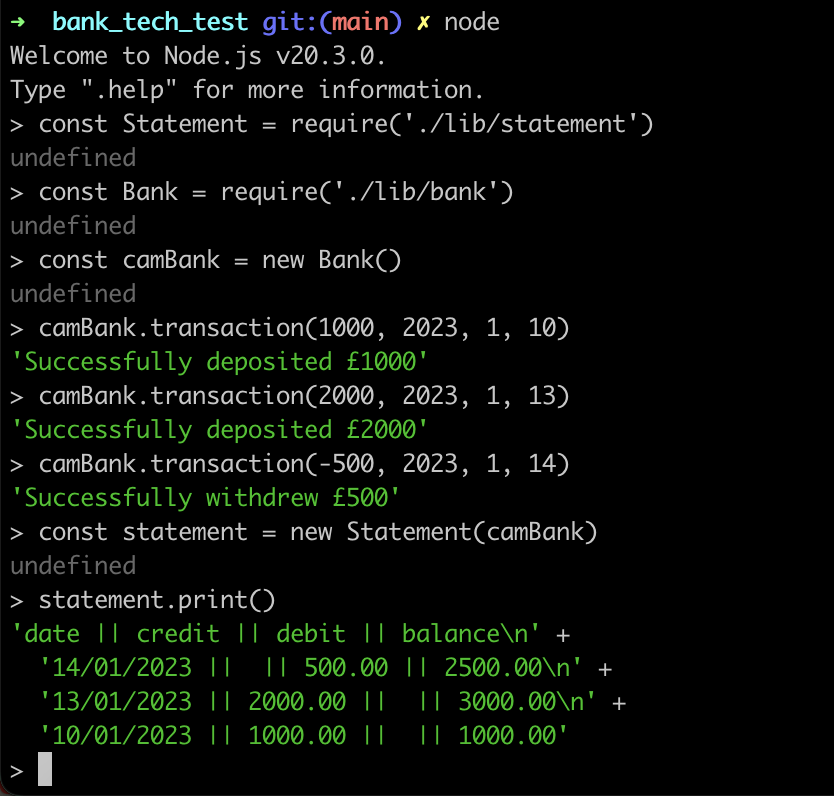 ➜  bank_tech_test git:(main) ✗ node
Welcome to Node.js v20.3.0.
Type ".help" for more information.
> const Statement = require('./lib/statement')
undefined
> const Bank = require('./lib/bank')
undefined
> const camBank = new Bank()
undefined
> camBank.transaction(1000, 2023, 1, 10)
'Successfully deposited £1000'
> camBank.transaction(2000, 2023, 1, 13)
'Successfully deposited £2000'
> camBank.transaction(-500, 2023, 1, 14)
'Successfully withdrew £500'
> const statement = new Statement(camBank)
undefined
> statement.print()
'date || credit || debit || balance\n' +
  '14/01/2023 ||  || 500.00 || 2500.00\n' +
  '13/01/2023 || 2000.00 ||  || 3000.00\n' +
  '10/01/2023 || 1000.00 ||  || 1000.00'
>